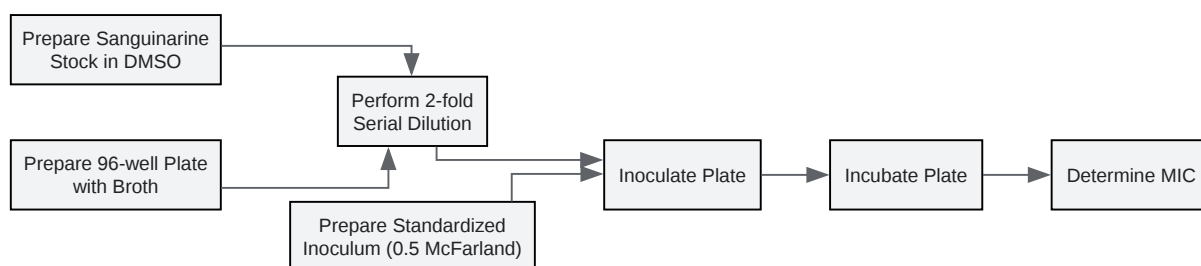 Prepare Sanguinarine
Stock in DMSO
Perform 2-fold
Serial Dilution
Prepare 96-well Plate
with Broth
Inoculate Plate
Incubate Plate
Determine MIC
Prepare Standardized
Inoculum (0.5 McFarland)